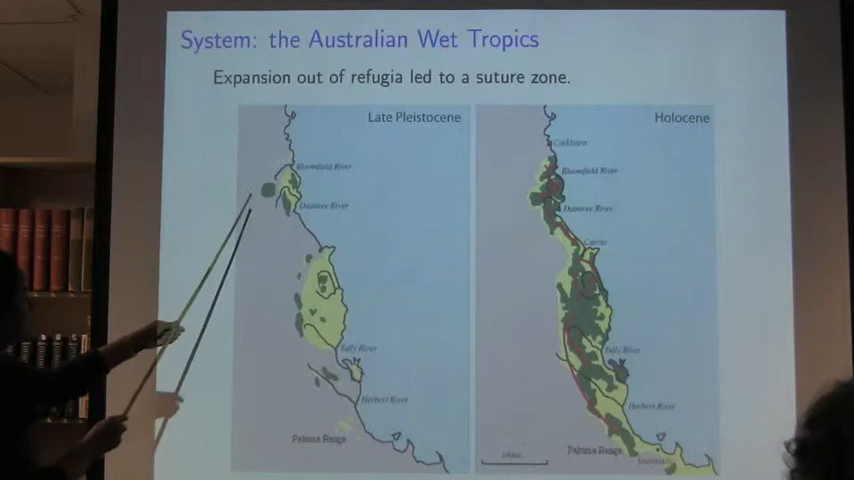 System: the Australian Wet Tropics
Expansion out of refugia led to a suture zone.
Late Pleistocene
Bloomfield River
Daintree River
Tully River
Herbert River
Paluma Range
Holocene
Cooktown
Bloomfield River
Daintree River
Cairns
Tully River
Herbert River
Paluma Range